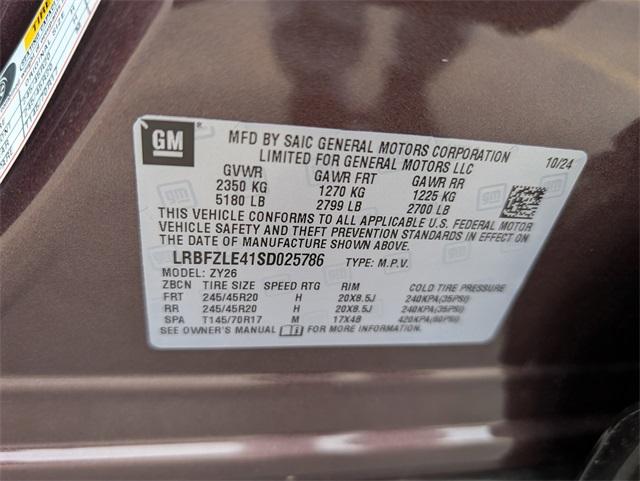 TIRE
GM
MFD BY SAIC GENERAL MOTORS CORPORATION
LIMITED FOR GENERAL MOTORS LLC
10/24
GVWR GAWR FRT GAWR RR
2350 KG 1270 KG 1225 KG
5180 LB 2799 LB 2700 LB
THIS VEHICLE CONFORMS TO ALL APPLICABLE U.S. FEDERAL MOTOR
VEHICLE SAFETY AND THEFT PREVENTION STANDARDS IN EFFECT ON
THE DATE OF MANUFACTURE SHOWN ABOVE.
LRBFZLE41SD025786 TYPE: M.P.V.
MODEL: ZY26
ZBCN TIRE SIZE SPEED RTG RIM COLD TIRE PRESSURE
FRT 245/45R20 H 20X8.5J 240KPA(35PSI)
RR 245/45R20 H 20X8.5J 240KPA(35PSI)
SPA T145/70R17 M 17X4B 420KPA(60PSI)
SEE OWNER'S MANUAL FOR MORE INFORMATION.